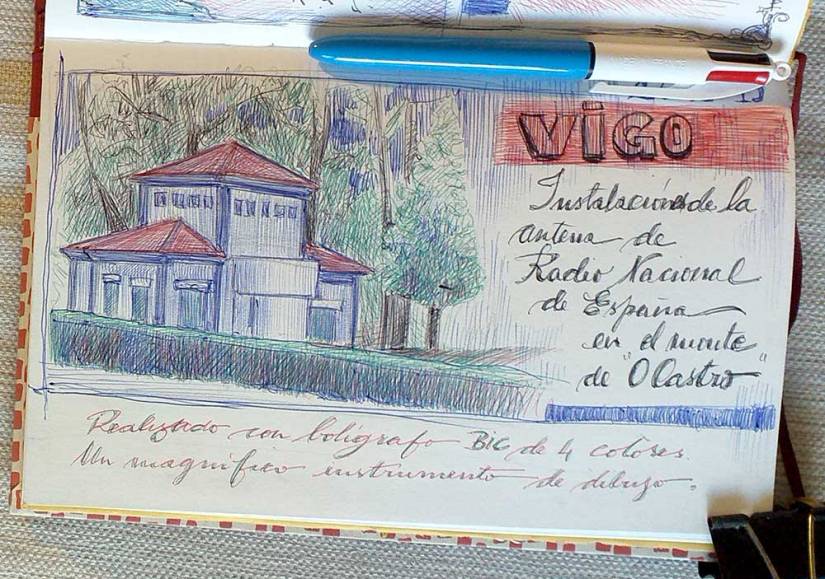 VIGO
Instalaciones de la
antena de
Radio Nacional
de España
en el monte
de "O Castro"
Realizado con bolígrafo BIC de 4 colores.
Un magnífico instrumento de dibujo.